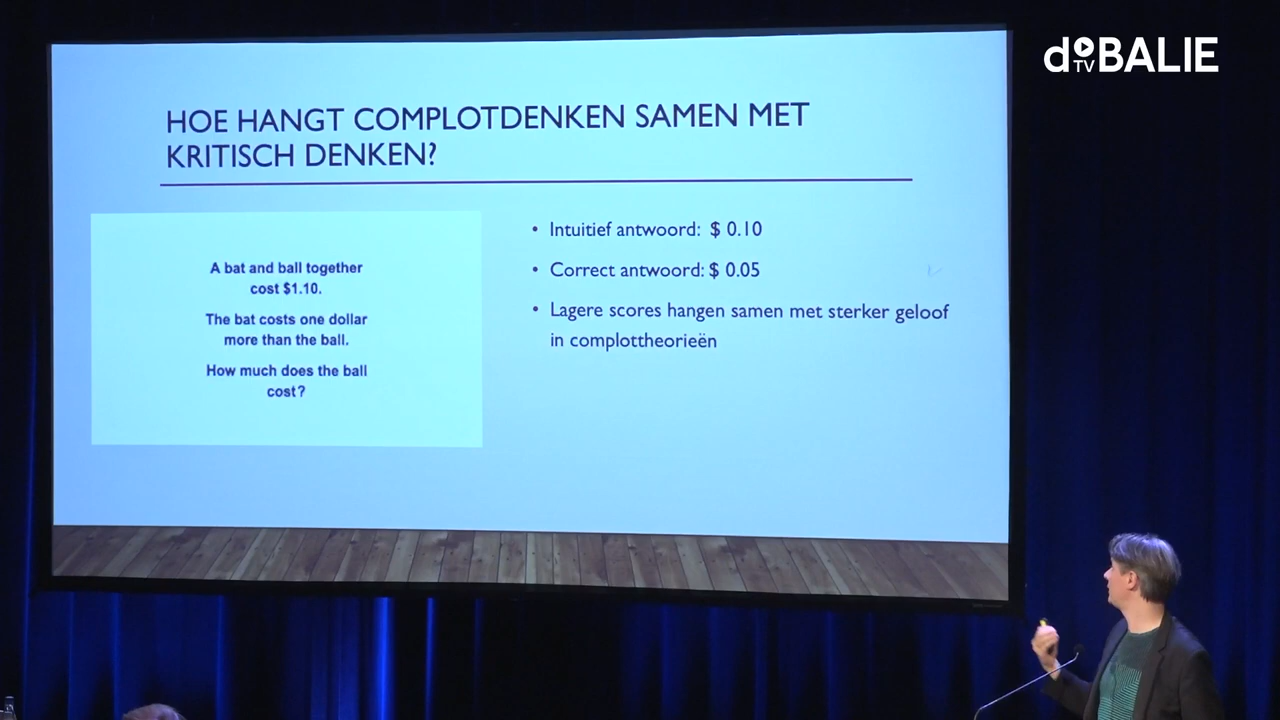 doBALIE
TV
HOE HANGT COMPLOTDENKEN SAMEN MET
KRITISCH DENKEN?
A bat and ball together
cost $1.10.
The bat costs one dollar
more than the ball.
How much does the ball
cost?
• Intuitief antwoord: $ 0.10
• Correct antwoord: $ 0.05
• Lagere scores hangen samen met sterker geloof
in complottheorieën